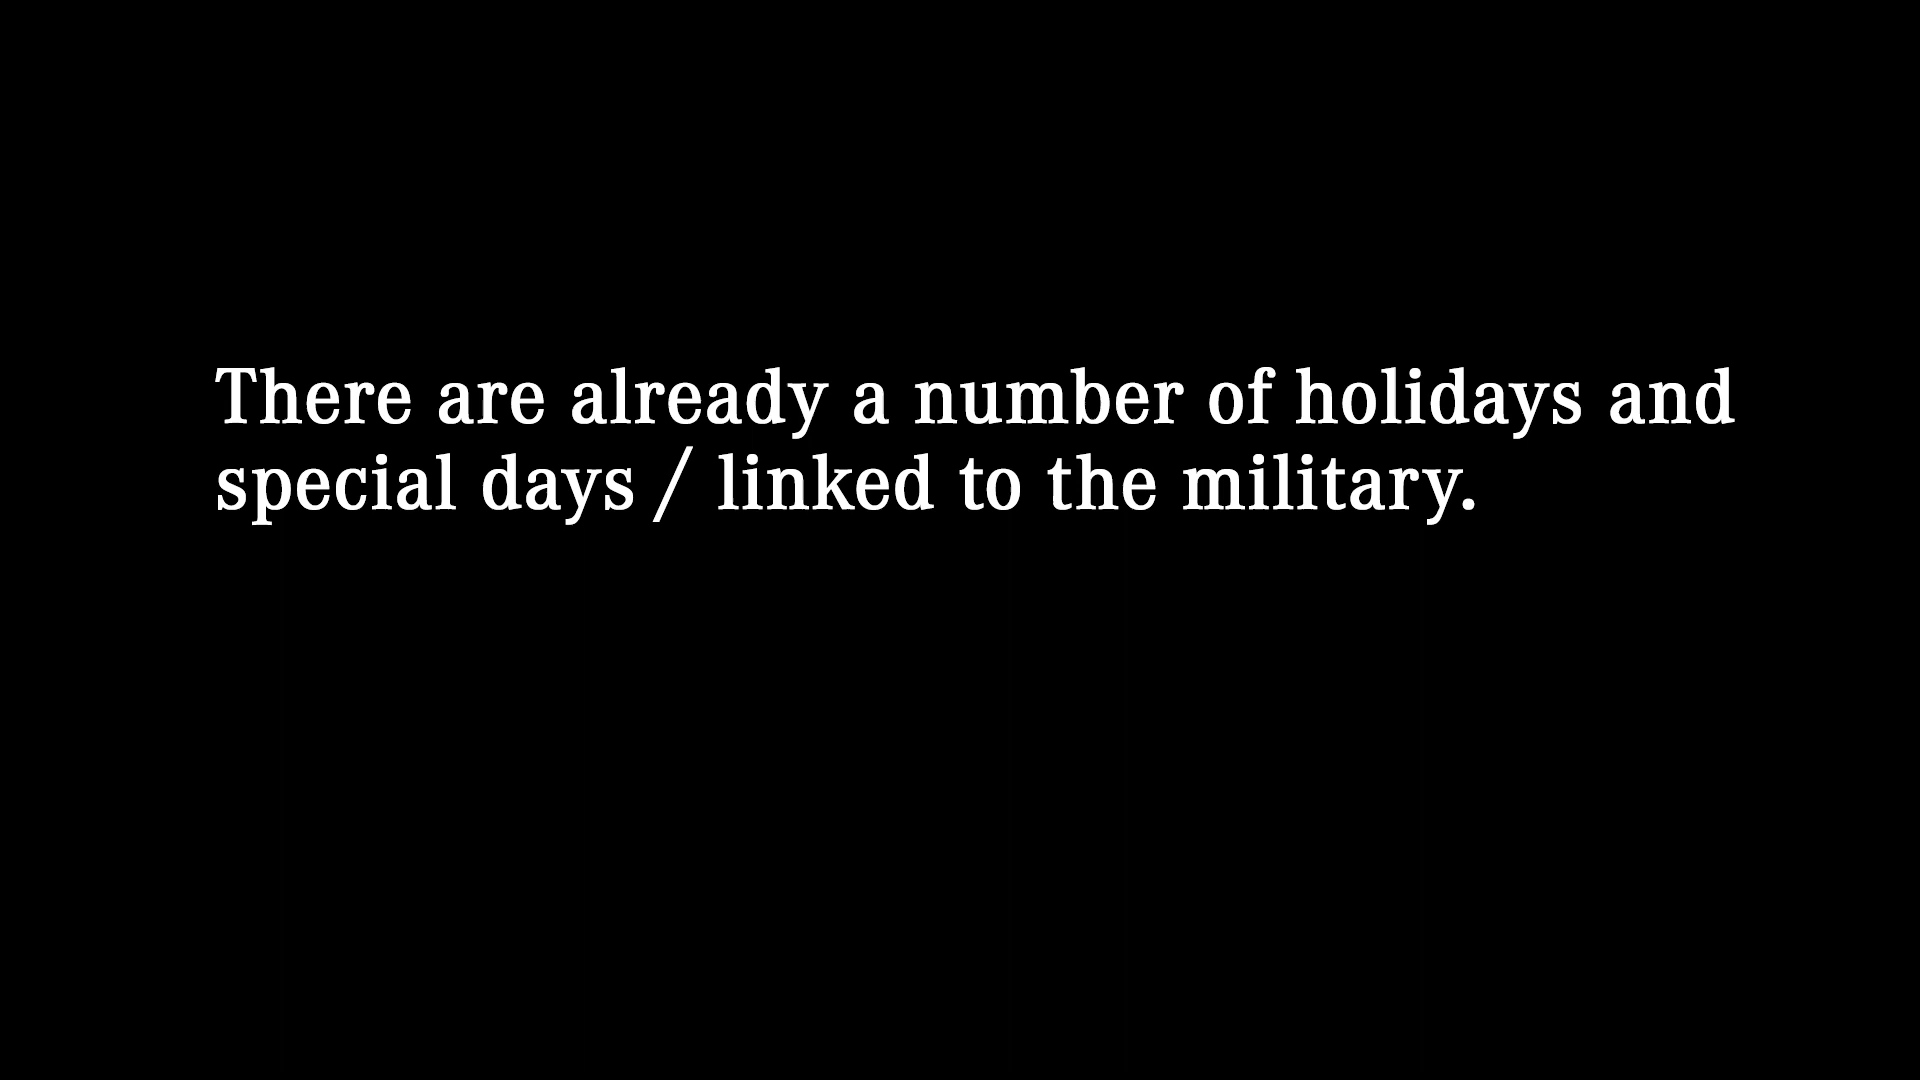 There are already a number of holidays and
special days / linked to the military.